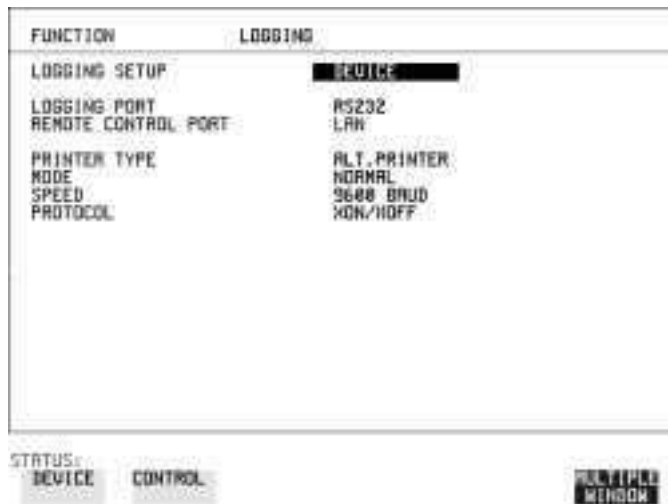 FUNCTION LOGGING
LOGGING SETUP DEVICE
LOGGING PORT RS232
REMOTE CONTROL PORT LAN
PRINTER TYPE ALT.PRINTER
MODE NORMAL
SPEED 9600 BAUD
PROTOCOL XON/XOFF
STATUS:
DEVICE CONTROL MULTIPLE
WINDOW